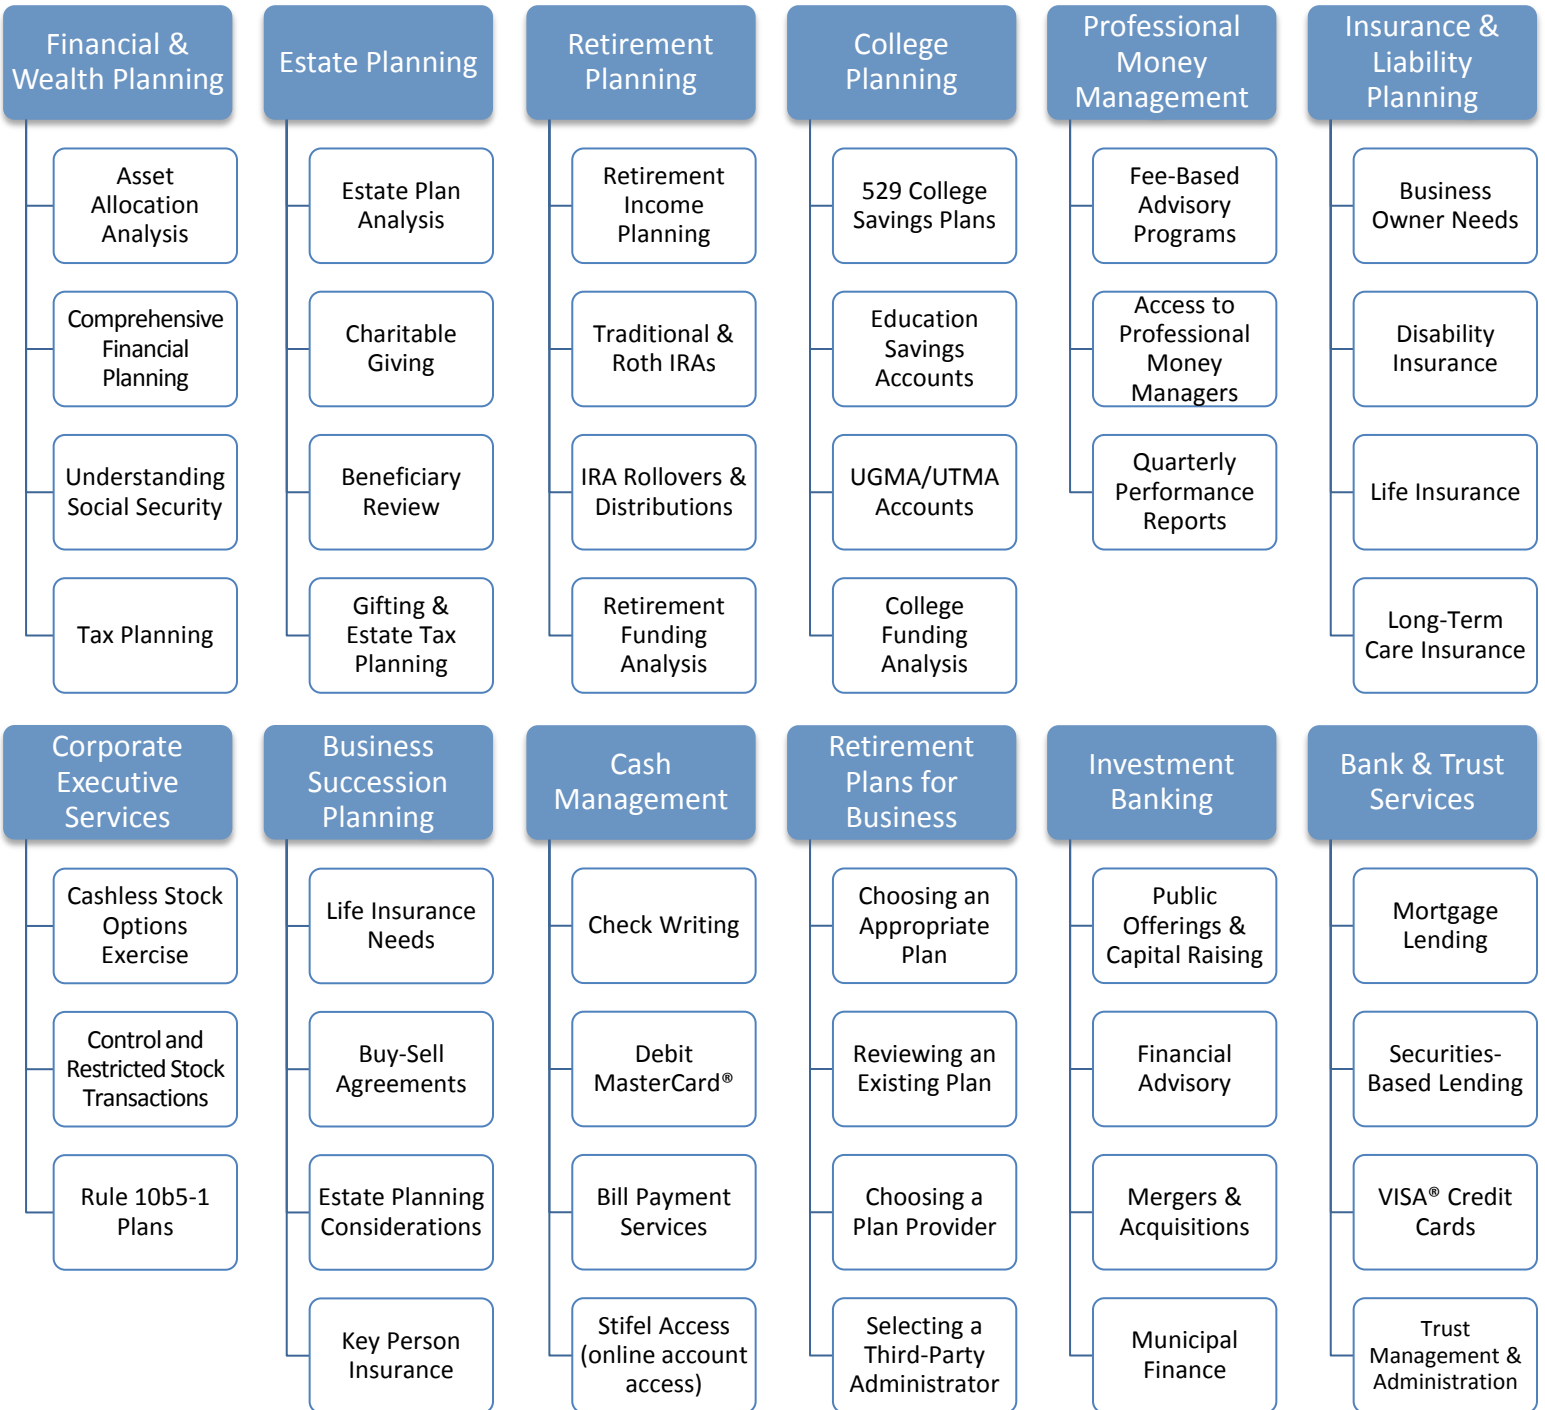 Financial &
Wealth Planning
Asset
Allocation
Analysis
Comprehensive
Financial
Planning
Understanding
Social Security
Tax Planning
Estate Planning
Estate Plan
Analysis
Charitable
Giving
Beneficiary
Review
Gifting &
Estate Tax
Planning
Retirement
Planning
Retirement
Income
Planning
Traditional &
Roth IRAs
IRA Rollovers &
Distributions
Retirement
Funding
Analysis
College
Planning
529 College
Savings Plans
Education
Savings
Accounts
UGMA/UTMA
Accounts
College
Funding
Analysis
Professional
Money
Management
Fee-Based
Advisory
Programs
Access to
Professional
Money
Managers
Quarterly
Performance
Reports
Insurance &
Liability
Planning
Business
Owner Needs
Disability
Insurance
Life Insurance
Long-Term
Care Insurance
Corporate
Executive
Services
Cashless Stock
Options
Exercise
Control and
Restricted Stock
Transactions
Rule 10b5-1
Plans
Business
Succession
Planning
Life Insurance
Needs
Buy-Sell
Agreements
Estate Planning
Considerations
Key Person
Insurance
Cash
Management
Check Writing
Debit
MasterCard®
Bill Payment
Services
Stifel Access
(online account
access)
Retirement
Plans for
Business
Choosing an
Appropriate
Plan
Reviewing an
Existing Plan
Choosing a
Plan Provider
Selecting a
Third-Party
Administrator
Investment
Banking
Public
Offerings &
Capital Raising
Financial
Advisory
Mergers &
Acquisitions
Municipal
Finance
Bank & Trust
Services
Mortgage
Lending
Securities-
Based Lending
VISA® Credit
Cards
Trust
Management &
Administration